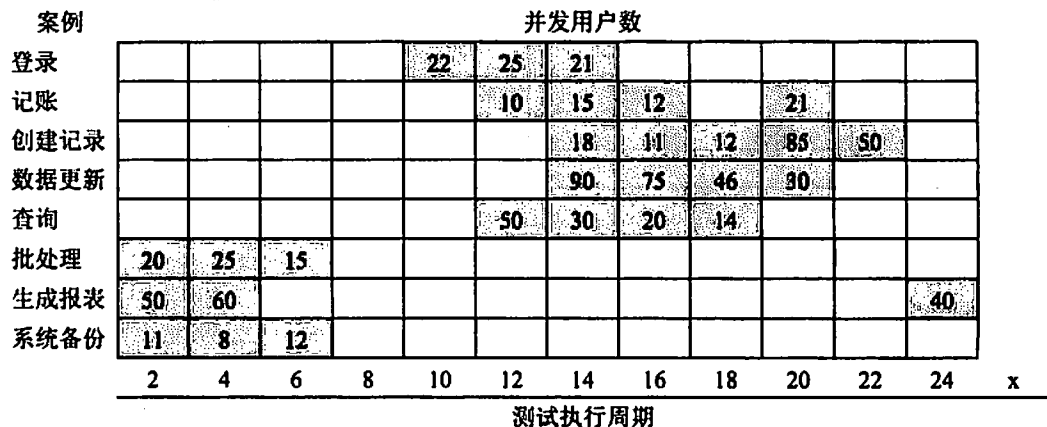 案例 并发用户数
登录 22 25 21
记账 10 15 12 21
创建记录 18 11 12 85 50
数据更新 90 75 46 30
查询 50 30 20 14
批处理 20 25 15
生成报表 50 60 40
系统备份 11 8 12
2 4 6 8 10 12 14 16 18 20 22 24 x
测试执行周期